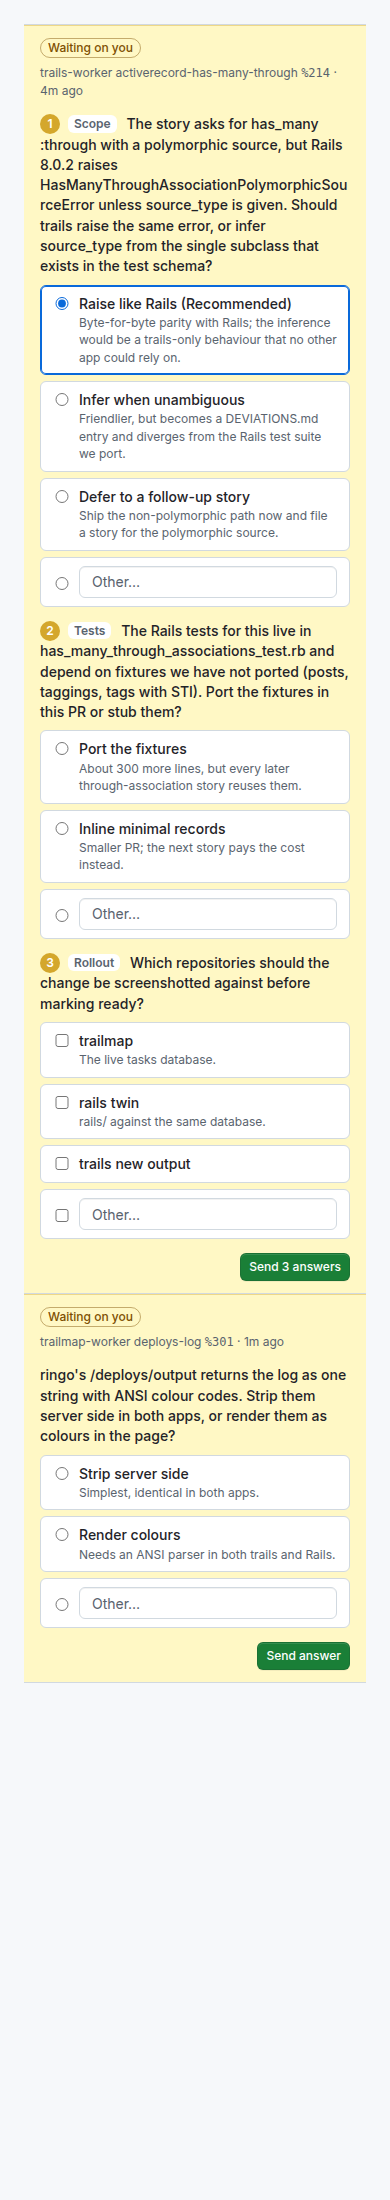 Waiting on you
trails-worker activerecord-has-many-through %214 ·
4m ago
1 Scope The story asks for has_many
:through with a polymorphic source, but Rails
8.0.2 raises
HasManyThroughAssociationPolymorphicSou
rceError unless source_type is given. Should
trails raise the same error, or infer
source_type from the single subclass that
exists in the test schema?
Raise like Rails (Recommended)
Byte-for-byte parity with Rails; the inference
would be a trails-only behaviour that no other
app could rely on.
Infer when unambiguous
Friendlier, but becomes a DEVIATIONS.md
entry and diverges from the Rails test suite
we port.
Defer to a follow-up story
Ship the non-polymorphic path now and file
a story for the polymorphic source.
Other...
2 Tests The Rails tests for this live in
has_many_through_associations_test.rb and
depend on fixtures we have not ported (posts,
taggings, tags with STI). Port the fixtures in
this PR or stub them?
Port the fixtures
About 300 more lines, but every later
through-association story reuses them.
Inline minimal records
Smaller PR; the next story pays the cost
instead.
Other...
3 Rollout Which repositories should the
change be screenshotted against before
marking ready?
trailmap
The live tasks database.
rails twin
rails/ against the same database.
trails new output
Other...
Send 3 answers
Waiting on you
trailmap-worker deploys-log %301 · 1m ago
ringo's /deploys/output returns the log as one
string with ANSI colour codes. Strip them
server side in both apps, or render them as
colours in the page?
Strip server side
Simplest, identical in both apps.
Render colours
Needs an ANSI parser in both trails and Rails.
Other...
Send answer